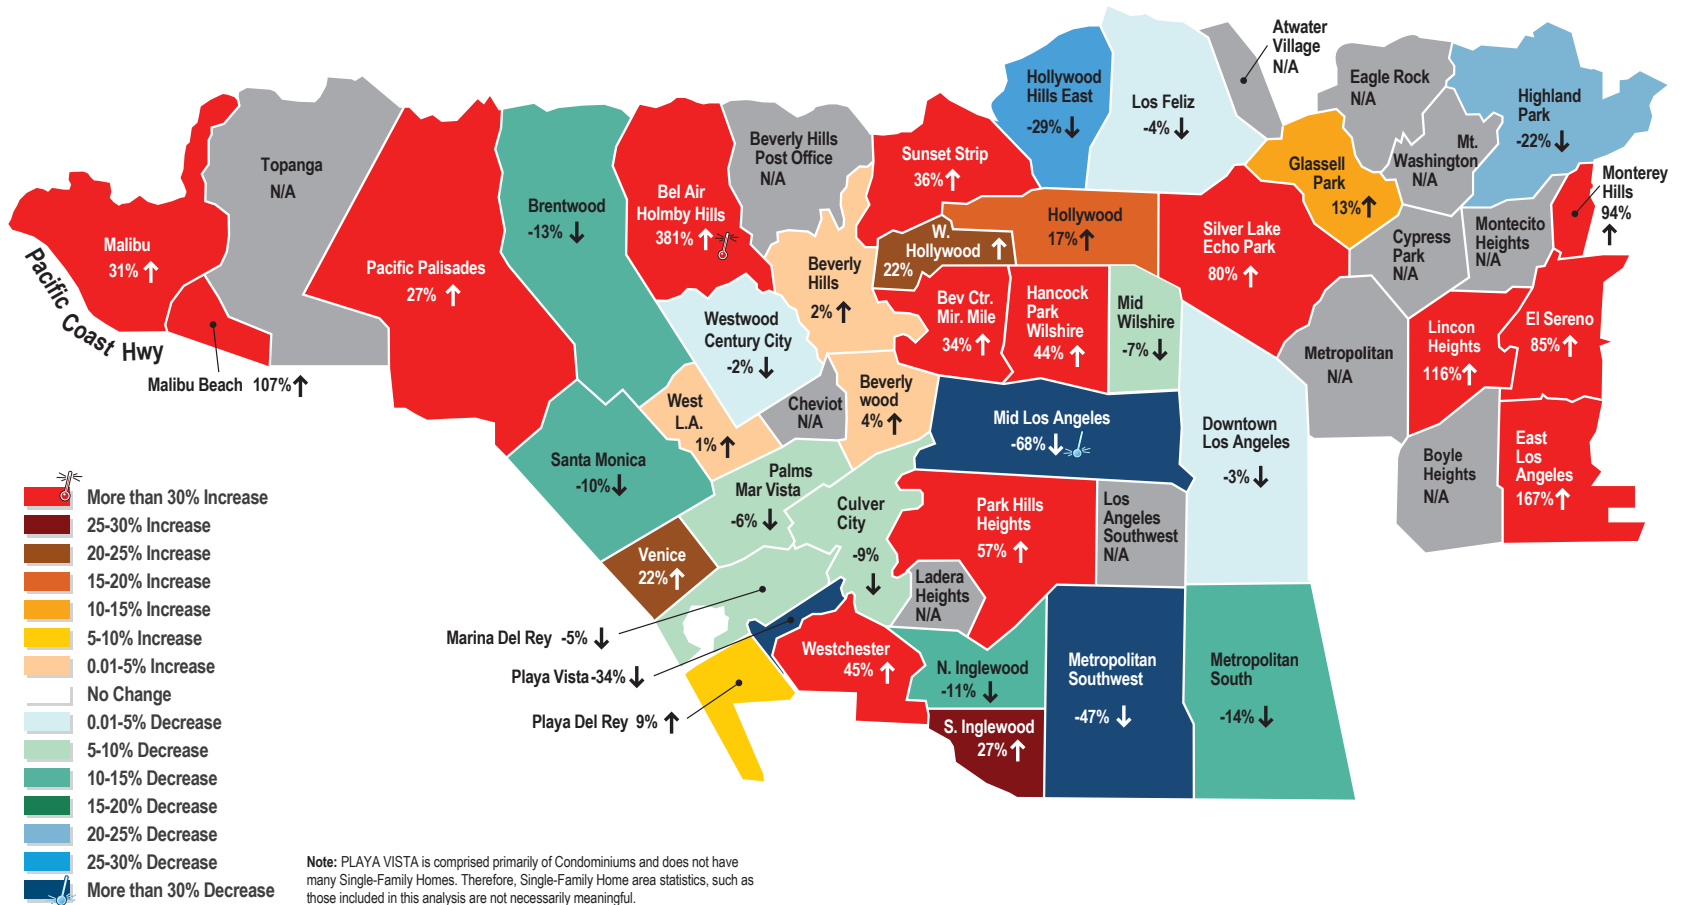 Atwater
Village
N/A
Hollywood
Hills East
-29% ↓
Los Feliz
-4% ↓
Eagle Rock
N/A
Highland
Park
-22% ↓
Mt.
Washington
N/A
Beverly Hills
Post Office
N/A
Sunset Strip
36% ↑
Glassell
Park
13% ↑
Monterey
Hills
94%
↑
Topanga
N/A
Brentwood
-13% ↓
Bel Air
Holmby Hills
381% ↑
Malibu
31% ↑
Pacific Palisades
27% ↑
Pacific Coast Hwy
Malibu Beach 107% ↑
W.
Hollywood ↑
22%
Hollywood
17% ↑
Silver Lake
Echo Park
80% ↑
Cypress
Park
N/A
Montecito
Heights
N/A
Beverly
Hills
2% ↑
Westwood
Century City
-2% ↓
Bev Ctr.
Mir. Mile
34% ↑
Hancock
Park
Wilshire
44% ↑
Mid
Wilshire
-7% ↓
Metropolitan
N/A
Lincon
Heights
116% ↑
El Sereno
85% ↑
West
L.A.
1% ↑
Cheviot
N/A
Beverly
wood
4% ↑
Mid Los Angeles
-68% ↓
Downtown
Los Angeles
-3% ↓
Boyle
Heights
N/A
East
Los
Angeles
167% ↑
Santa Monica
-10% ↓
Palms
Mar Vista
-6% ↓
Culver
City
-9%
↓
Park Hills
Heights
57% ↑
Los
Angeles
Southwest
N/A
Venice
22% ↑
Ladera
Heights
N/A
Marina Del Rey -5% ↓
Playa Vista -34% ↓
Playa Del Rey 9% ↑
Westchester
45% ↑
N. Inglewood
-11% ↓
S. Inglewood
27% ↑
Metropolitan
Southwest
-47% ↓
Metropolitan
South
-14% ↓
More than 30% Increase
25-30% Increase
20-25% Increase
15-20% Increase
10-15% Increase
5-10% Increase
0.01-5% Increase
No Change
0.01-5% Decrease
5-10% Decrease
10-15% Decrease
15-20% Decrease
20-25% Decrease
25-30% Decrease
More than 30% Decrease
Note: PLAYA VISTA is comprised primarily of Condominiums and does not have
many Single-Family Homes. Therefore, Single-Family Home area statistics, such as
those included in this analysis are not necessarily meaningful.